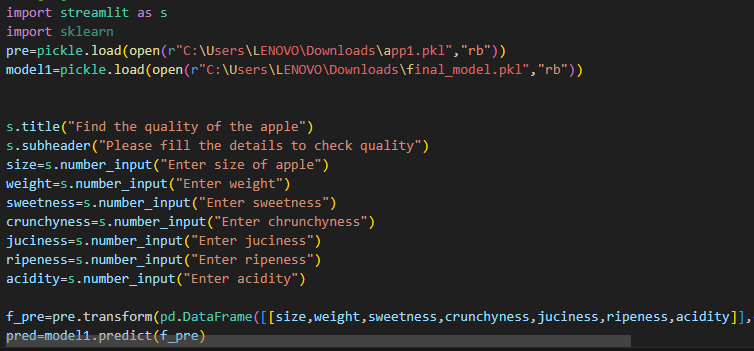 import streamlit as s
import sklearn
pre=pickle.load(open(r"C:\Users\LENOVO\Downloads\app1.pkl","rb"))
model1=pickle.load(open(r"C:\Users\LENOVO\Downloads\final_model.pkl","rb"))
s.title("Find the quality of the apple")
s.subheader("Please fill the details to check quality")
size=s.number_input("Enter size of apple")
weight=s.number_input("Enter weight")
sweetness=s.number_input("Enter sweetness")
crunchyness=s.number_input("Enter chrunchyness")
juciness=s.number_input("Enter juciness")
ripeness=s.number_input("Enter ripeness")
acidity=s.number_input("Enter acidity")
f_pre=pre.transform(pd.DataFrame([[size,weight,sweetness,crunchyness,juciness,ripeness,acidity]],
pred=model1.predict(f_pre)